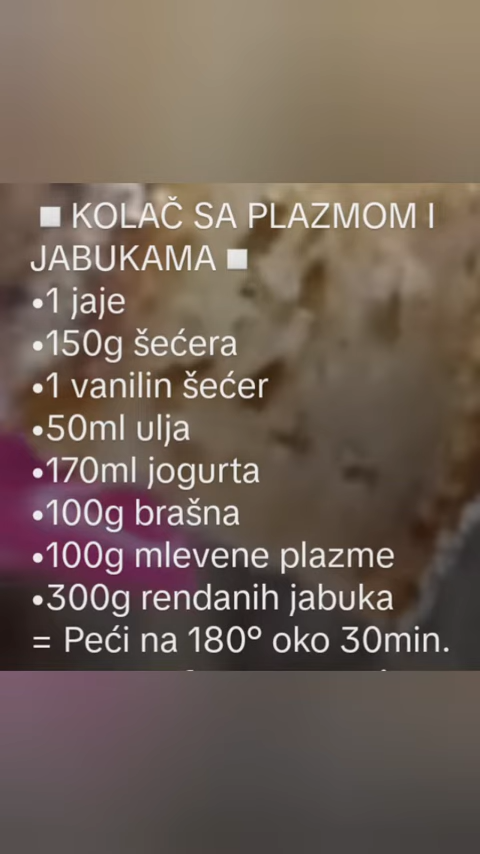 ◽KOLAČ SA PLAZMOM I
JABUKAMA◽
•1 jaje
•150g šećera
•1 vanilin šećer
•50ml ulja
•170ml jogurta
•100g brašna
•100g mlevene plazme
•300g rendanih jabuka
= Peći na 180° oko 30min.